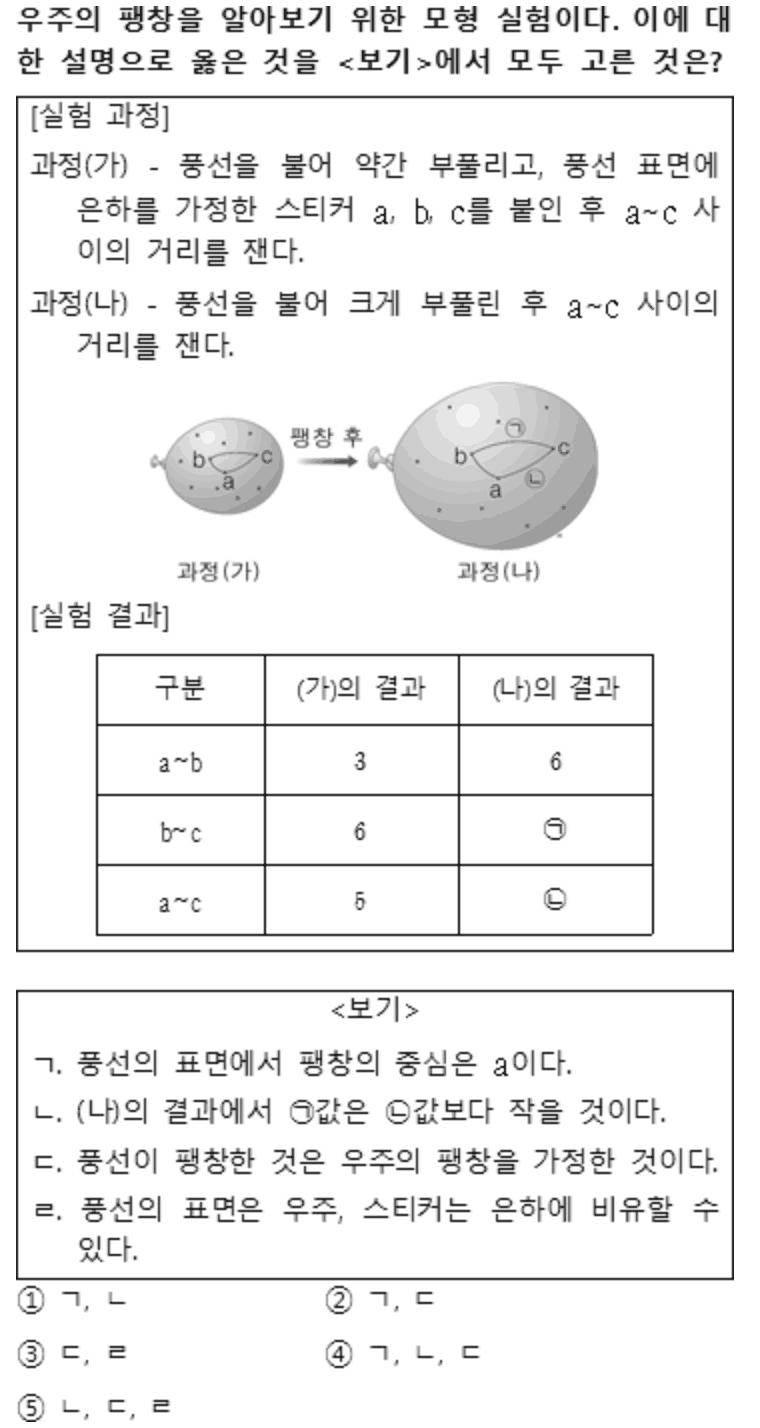 우주의 팽창을 알아보기 위한 모형 실험이다. 이에 대
한 설명으로 옳은 것을 <보기>에서 모두 고른 것은?
[실험 과정]
과정(가) - 풍선을 불어 약간 부풀리고, 풍선 표면에
은하를 가정한 스티커 a, b, c를 붙인 후 a~c 사
이의 거리를 잰다.
과정(나) - 풍선을 불어 크게 부풀린 후 a~c 사이의
거리를 잰다.
b c a 팽창 후 b ㉠ c a ㉡
과정(가) 과정(나)
[실험 결과]
구분 (가)의 결과 (나)의 결과
a~b 3 6
b~c 6 ㉠
a~c 5 ㉡
<보기>
ㄱ. 풍선의 표면에서 팽창의 중심은 a이다.
ㄴ. (나)의 결과에서 ㉠값은 ㉡값보다 작을 것이다.
ㄷ. 풍선이 팽창한 것은 우주의 팽창을 가정한 것이다.
ㄹ. 풍선의 표면은 우주, 스티커는 은하에 비유할 수
있다.
① ㄱ, ㄴ ② ㄱ, ㄷ
③ ㄷ, ㄹ ④ ㄱ, ㄴ, ㄷ
⑤ ㄴ, ㄷ, ㄹ